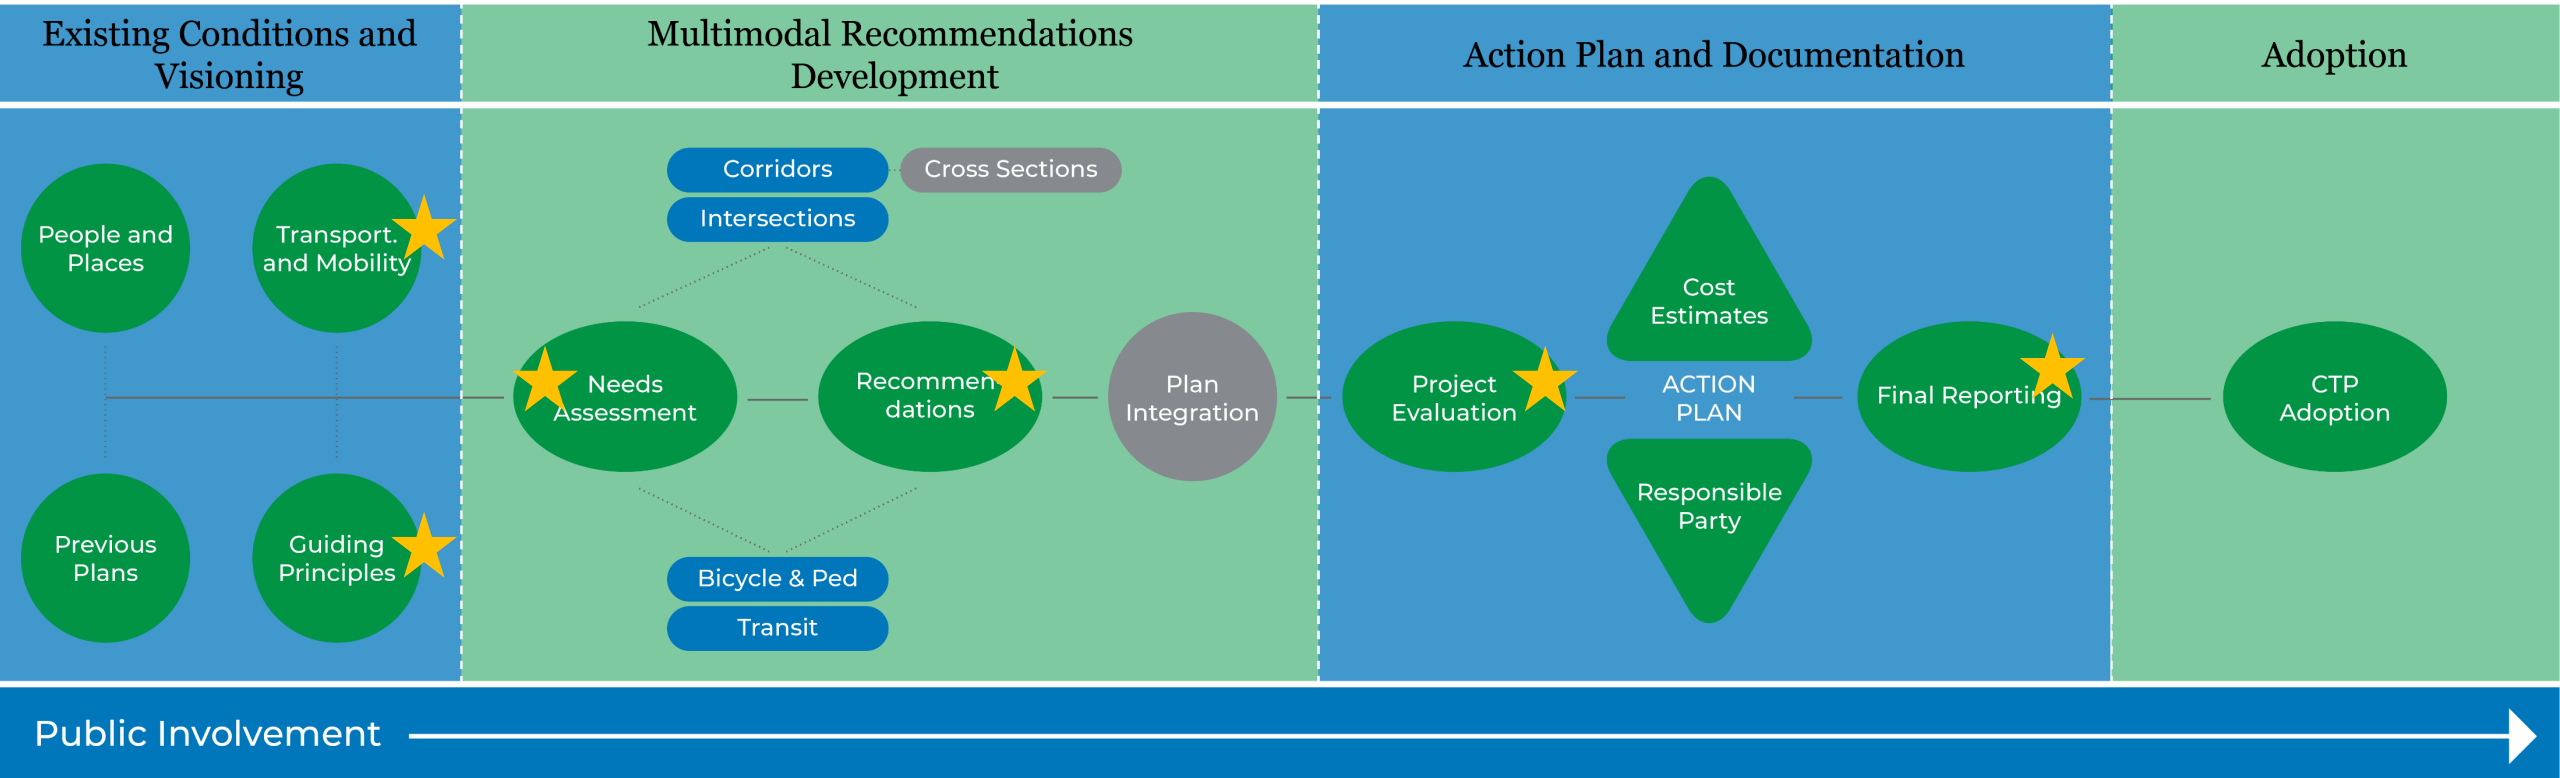 Existing Conditions and
Visioning
Multimodal Recommendations
Development
Action Plan and Documentation
Adoption
People and
Places
Transport.
and Mobility
Previous
Plans
Guiding
Principles
Corridors
Cross Sections
Intersections
Needs
Assessment
Recommen
dations
Plan
Integration
Bicycle & Ped
Transit
Project
Evaluation
Cost
Estimates
ACTION
PLAN
Responsible
Party
Final Reporting
CTP
Adoption
Public Involvement